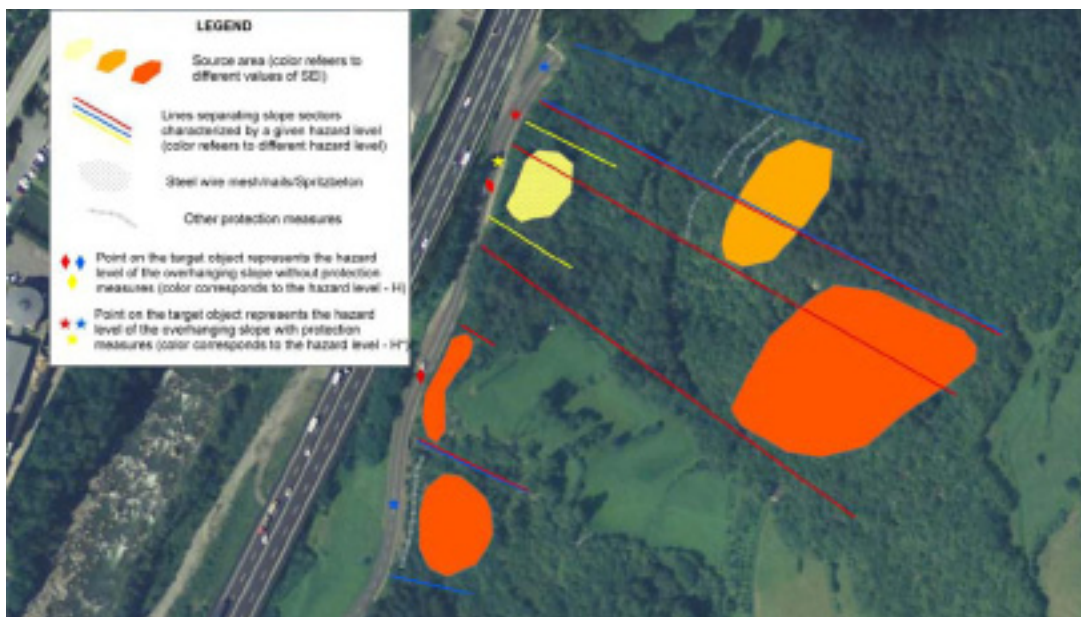 LEGEND
Source area (color refeers to
different values of SEI)
Lines separating slope sectors
characterized by a given hazard level
(color refeers to different hazard level)
Steel wire mesh/nails/Spritzbeton
Other protection measures
Point on the target object represents the hazard
level of the overhanging slope without protection
measures (color corresponds to the hazard level - H)
Point on the target object represents the hazard
level of the overhanging slope with protection
measures (color corresponds to the hazard level - H*)